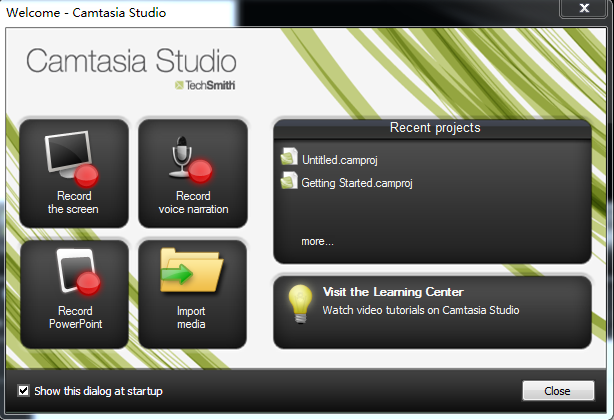 Welcome - Camtasia Studio
Camtasia Studio
TechSmith
Record
the screen
Record
voice narration
Record
PowerPoint
Import
media
Recent projects
Untitled.camproj
Getting Started.camproj
more...
Visit the Learning Center
Watch video tutorials on Camtasia Studio
Show this dialog at startup
Close